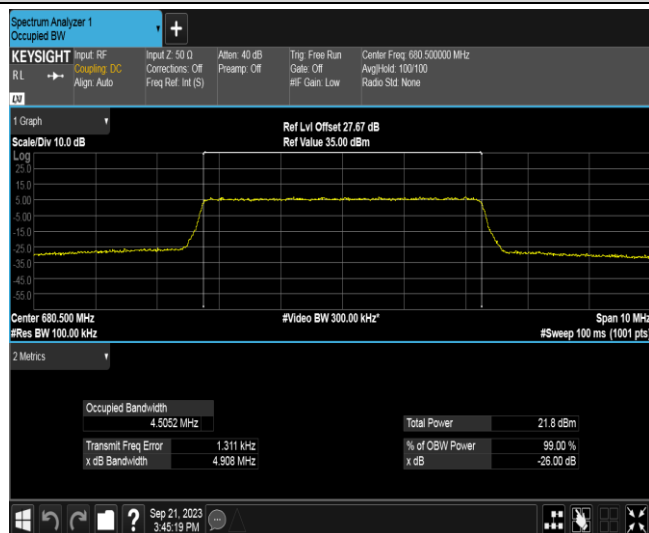 Spectrum Analyzer 1
Occupied BW
+
KEYSIGHT
RL
LXI
Input: RF
Coupling: DC
Align: Auto
Input Z: 50 Ω
Corrections: Off
Freq Ref: Int (S)
Atten: 40 dB
Preamp: Off
Trig: Free Run
Gate: Off
#IF Gain: Low
Center Freq: 680.500000 MHz
Avg|Hold: 100/100
Radio Std: None
1 Graph
Scale/Div 10.0 dB
Ref Lvl Offset 27.67 dB
Ref Value 35.00 dBm
Log
25.0
15.0
5.00
-5.00
-15.0
-25.0
-35.0
-45.0
-55.0
Center 680.500 MHz
#Res BW 100.00 kHz
#Video BW 300.00 kHz*
Span 10 MHz
#Sweep 100 ms (1001 pts)
2 Metrics
Occupied Bandwidth
4.5052 MHz
Total Power 21.8 dBm
Transmit Freq Error 1.311 kHz
% of OBW Power 99.00 %
x dB Bandwidth 4.908 MHz
x dB -26.00 dB
?
Sep 21, 2023
3:45:19 PM